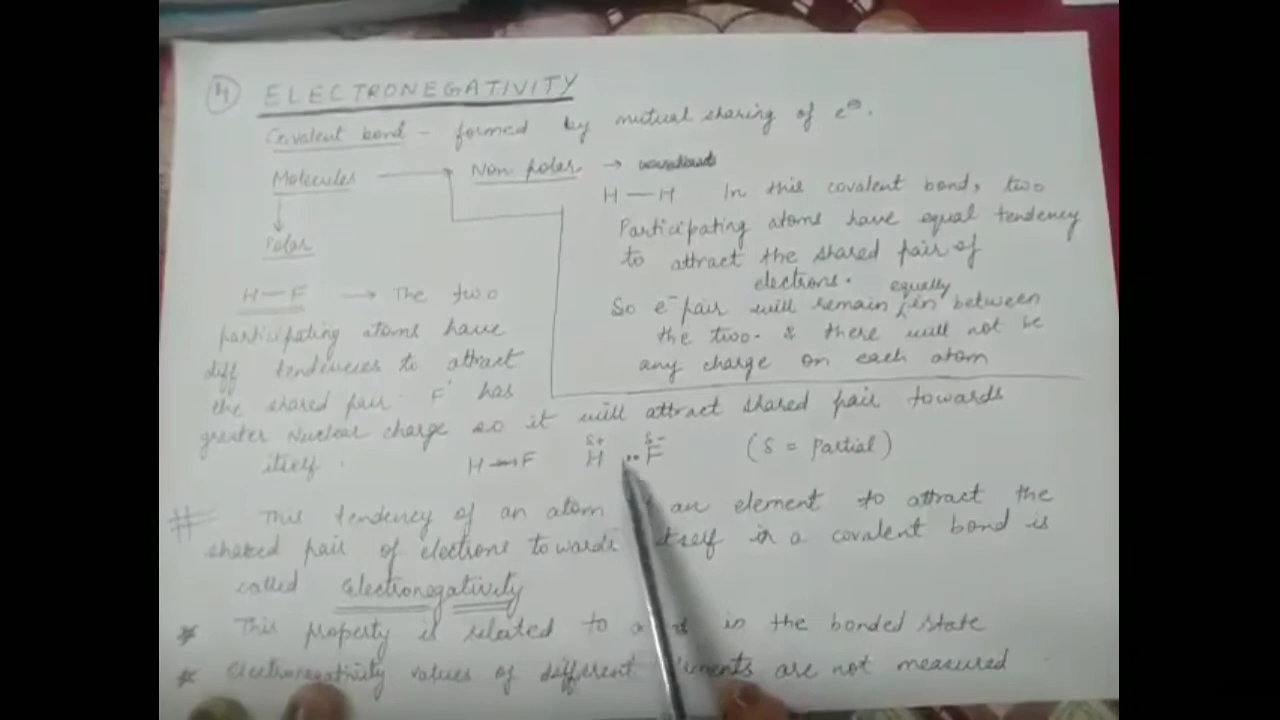 4) ELECTRONEGATIVITY
Covalent bond - formed by mutual sharing of e⊖.
Molecules → Non polar →
H — H In this covalent bond, two
Participating atoms have equal tendency
to attract the shared pair of
electrons.
So e⁻ pair will remain equally in between
the two. & there will not be
any charge on each atom
Polar
H — F → The two
participating atoms have
diff tendencies to attract
the shared pair. F has
greater Nuclear charge so it will attract shared pair towards
itself.
H — F Hδ+ ••Fδ- (δ = Partial)
# This tendency of an atom an element to attract the
shared pair of electrons towards itself in a covalent bond is
called Electronegativity
* This property is related to in the bonded state
* Electronegativity values of different are not measured